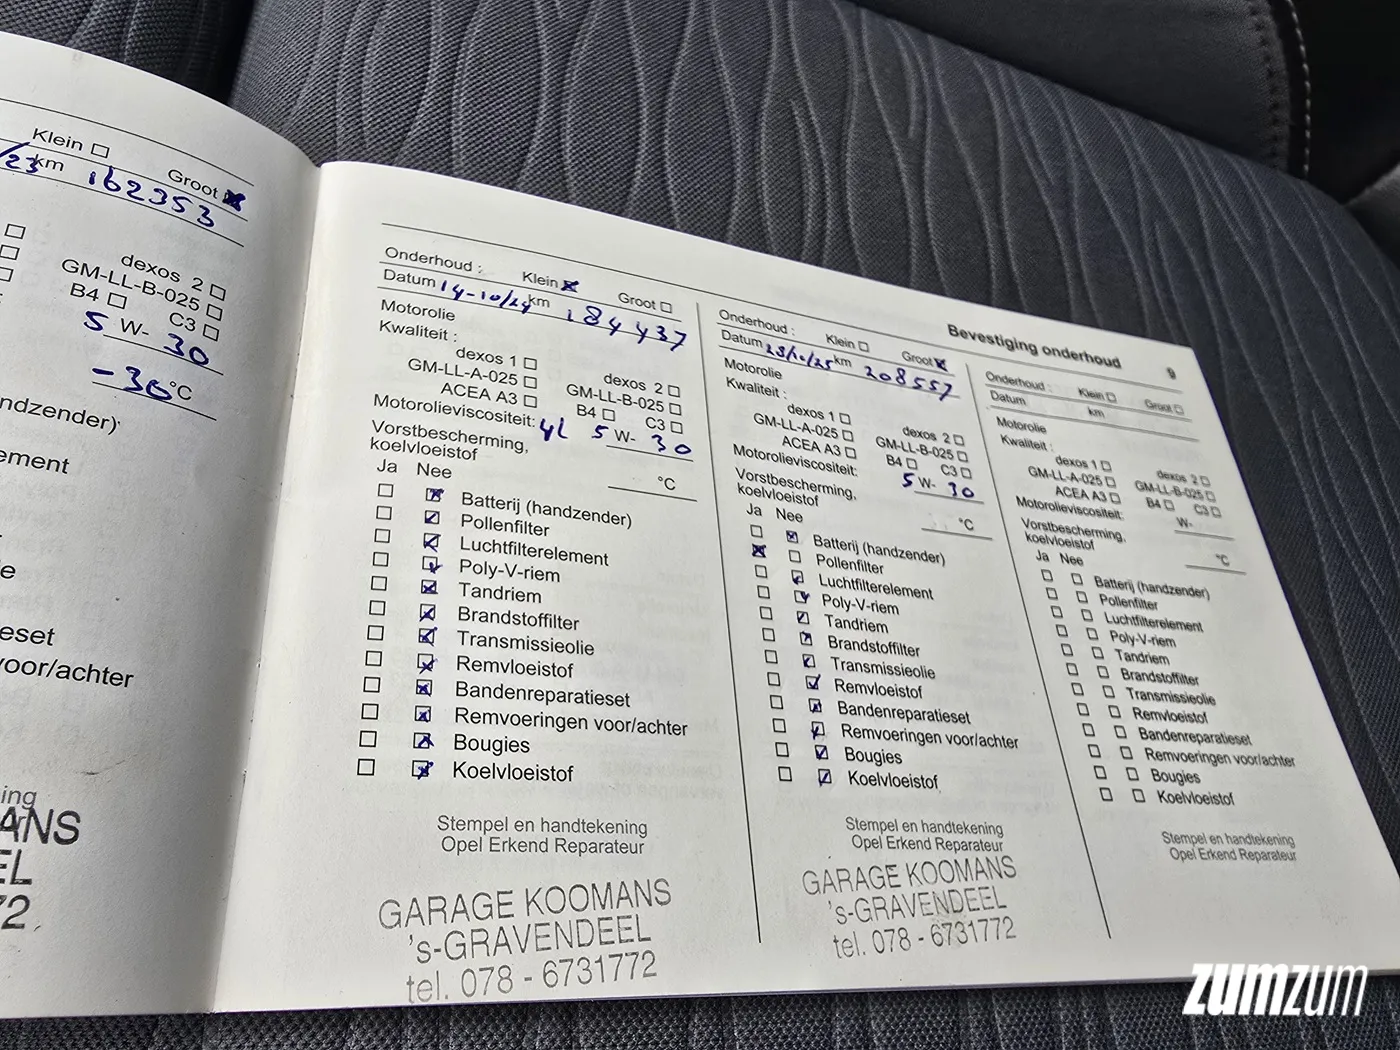 Klein Groot
/23 km 162353
dexos 2
GM-LL-B-025
B4 C3
5 W- 30
-30 °C
ndzender)
ement
e
eset
voor/achter
ing
ANS
EL
72
Onderhoud : Klein Groot
Datum 14-10/24 km 184437
Motorolie
Kwaliteit :
dexos 1 dexos 2
GM-LL-A-025 GM-LL-B-025
ACEA A3 B4 C3
Motorolieviscositeit: 4L 5 W- 30
Vorstbescherming,
koelvloeistof °C
Ja Nee
Batterij (handzender)
Pollenfilter
Luchtfilterelement
Poly-V-riem
Tandriem
Brandstoffilter
Transmissieolie
Remvloeistof
Bandenreparatieset
Remvoeringen voor/achter
Bougies
Koelvloeistof
Stempel en handtekening
Opel Erkend Reparateur
GARAGE KOOMANS
's-GRAVENDEEL
tel. 078 - 6731772
Bevestiging onderhoud 9
Onderhoud : Klein Groot
Datum 23/10/25 km 208557
Motorolie
Kwaliteit :
dexos 1 dexos 2
GM-LL-A-025 GM-LL-B-025
ACEA A3 B4 C3
Motorolieviscositeit: 5 W- 30
Vorstbescherming,
koelvloeistof °C
Ja Nee
Batterij (handzender)
Pollenfilter
Luchtfilterelement
Poly-V-riem
Tandriem
Brandstoffilter
Transmissieolie
Remvloeistof
Bandenreparatieset
Remvoeringen voor/achter
Bougies
Koelvloeistof
Stempel en handtekening
Opel Erkend Reparateur
GARAGE KOOMANS
's-GRAVENDEEL
tel. 078 - 6731772
Onderhoud : Klein Groot
Datum km
Motorolie
Kwaliteit :
dexos 1 dexos 2
GM-LL-A-025 GM-LL-B-025
ACEA A3 B4 C3
Motorolieviscositeit: W-
Vorstbescherming,
koelvloeistof °C
Ja Nee
Batterij (handzender)
Pollenfilter
Luchtfilterelement
Poly-V-riem
Tandriem
Brandstoffilter
Transmissieolie
Remvloeistof
Bandenreparatieset
Remvoeringen voor/achter
Bougies
Koelvloeistof
Stempel en handtekening
Opel Erkend Reparateur
zumzum